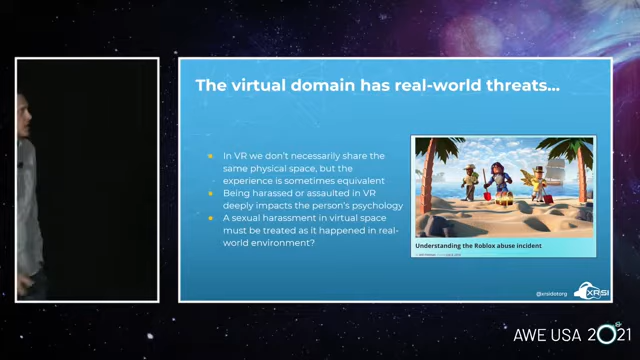 The virtual domain has real-world threats...
In VR we don't necessarily share the
same physical space, but the
experience is sometimes equivalent
Being harassed or assaulted in VR
deeply impacts the person's psychology
A sexual harassment in virtual space
must be treated as it happened in real-
world environment?
Understanding the Roblox abuse incident
@xrsidotorg
XRSI
AWE USA 2021